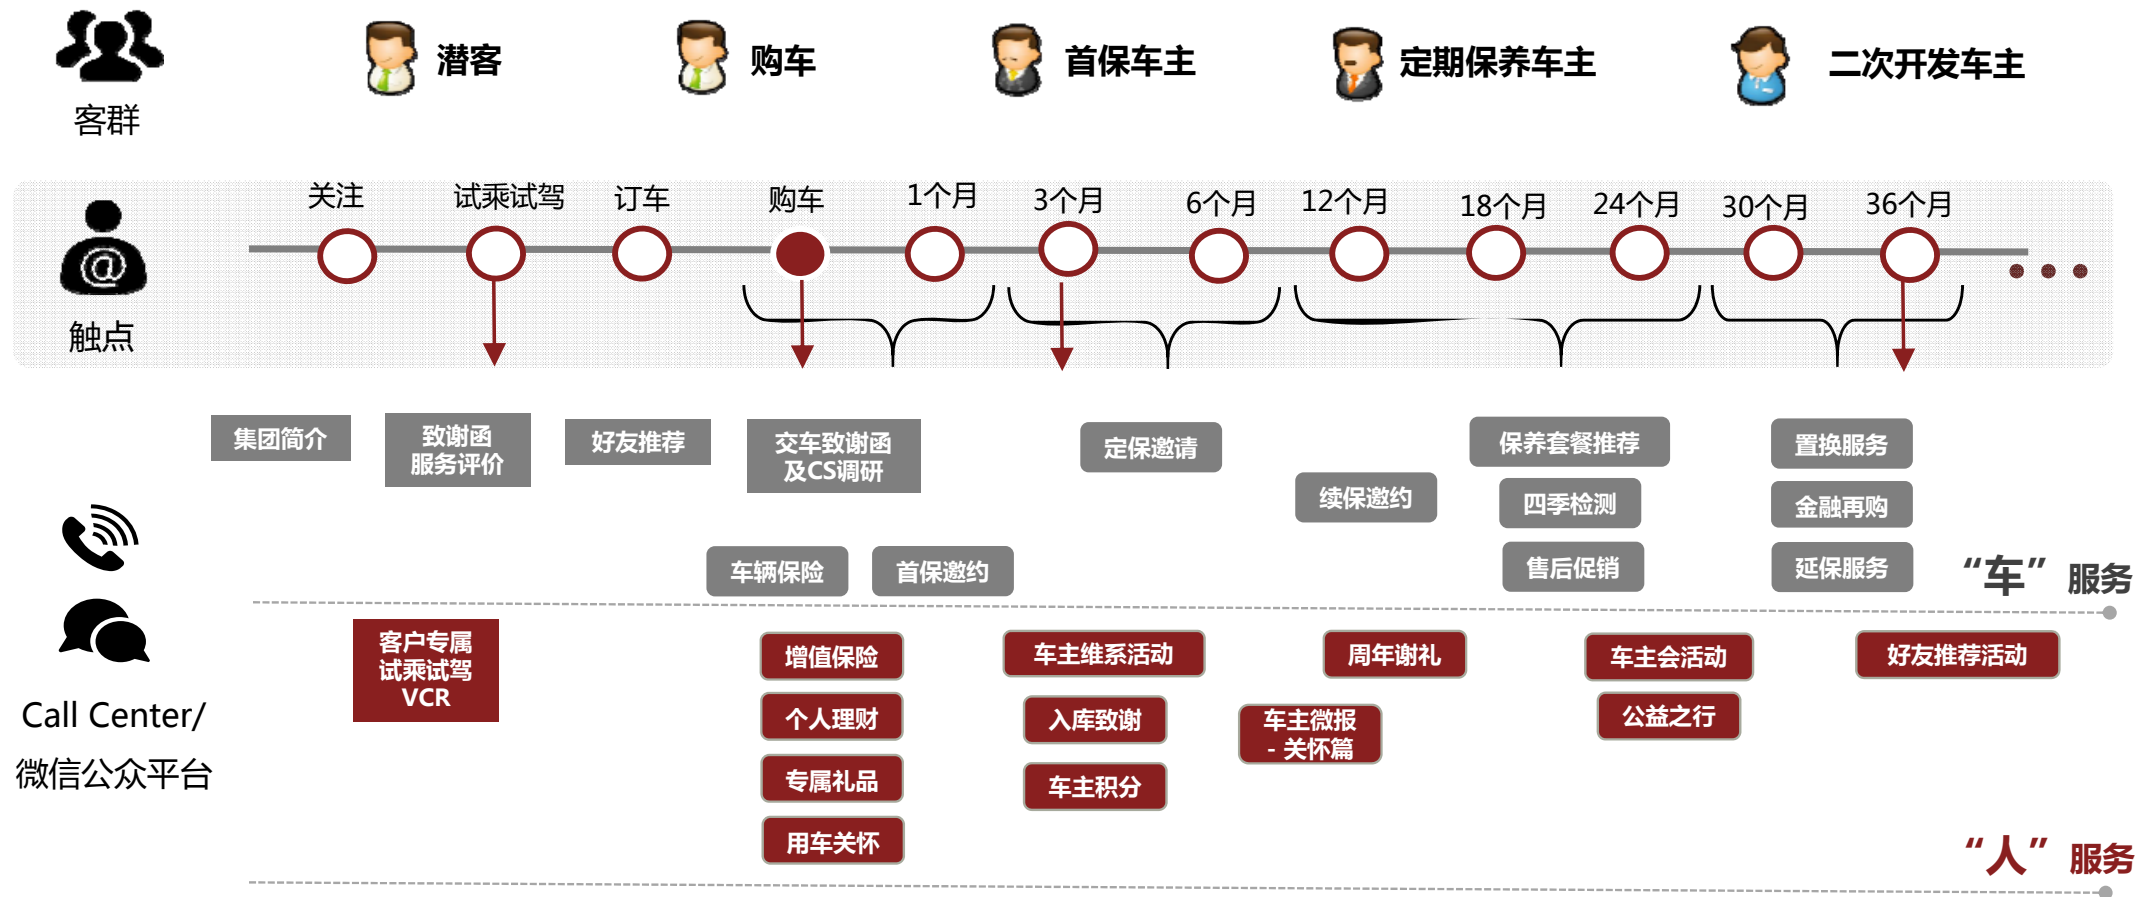 潜客
购车
首保车主
定期保养车主
二次开发车主
客群
关注
试乘试驾
订车
购车
1个月
3个月
6个月
12个月
18个月
24个月
30个月
36个月
@
触点
集团简介
致谢函
服务评价
好友推荐
交车致谢函
及CS调研
定保邀请
续保邀约
保养套餐推荐
四季检测
售后促销
置换服务
金融再购
延保服务
车辆保险
首保邀约
“车”服务
客户专属
试乘试驾
VCR
增值保险
个人理财
专属礼品
用车关怀
车主维系活动
入库致谢
车主积分
周年谢礼
车主微报
- 关怀篇
车主会活动
公益之行
好友推荐活动
Call Center/
微信公众平台
“人”服务